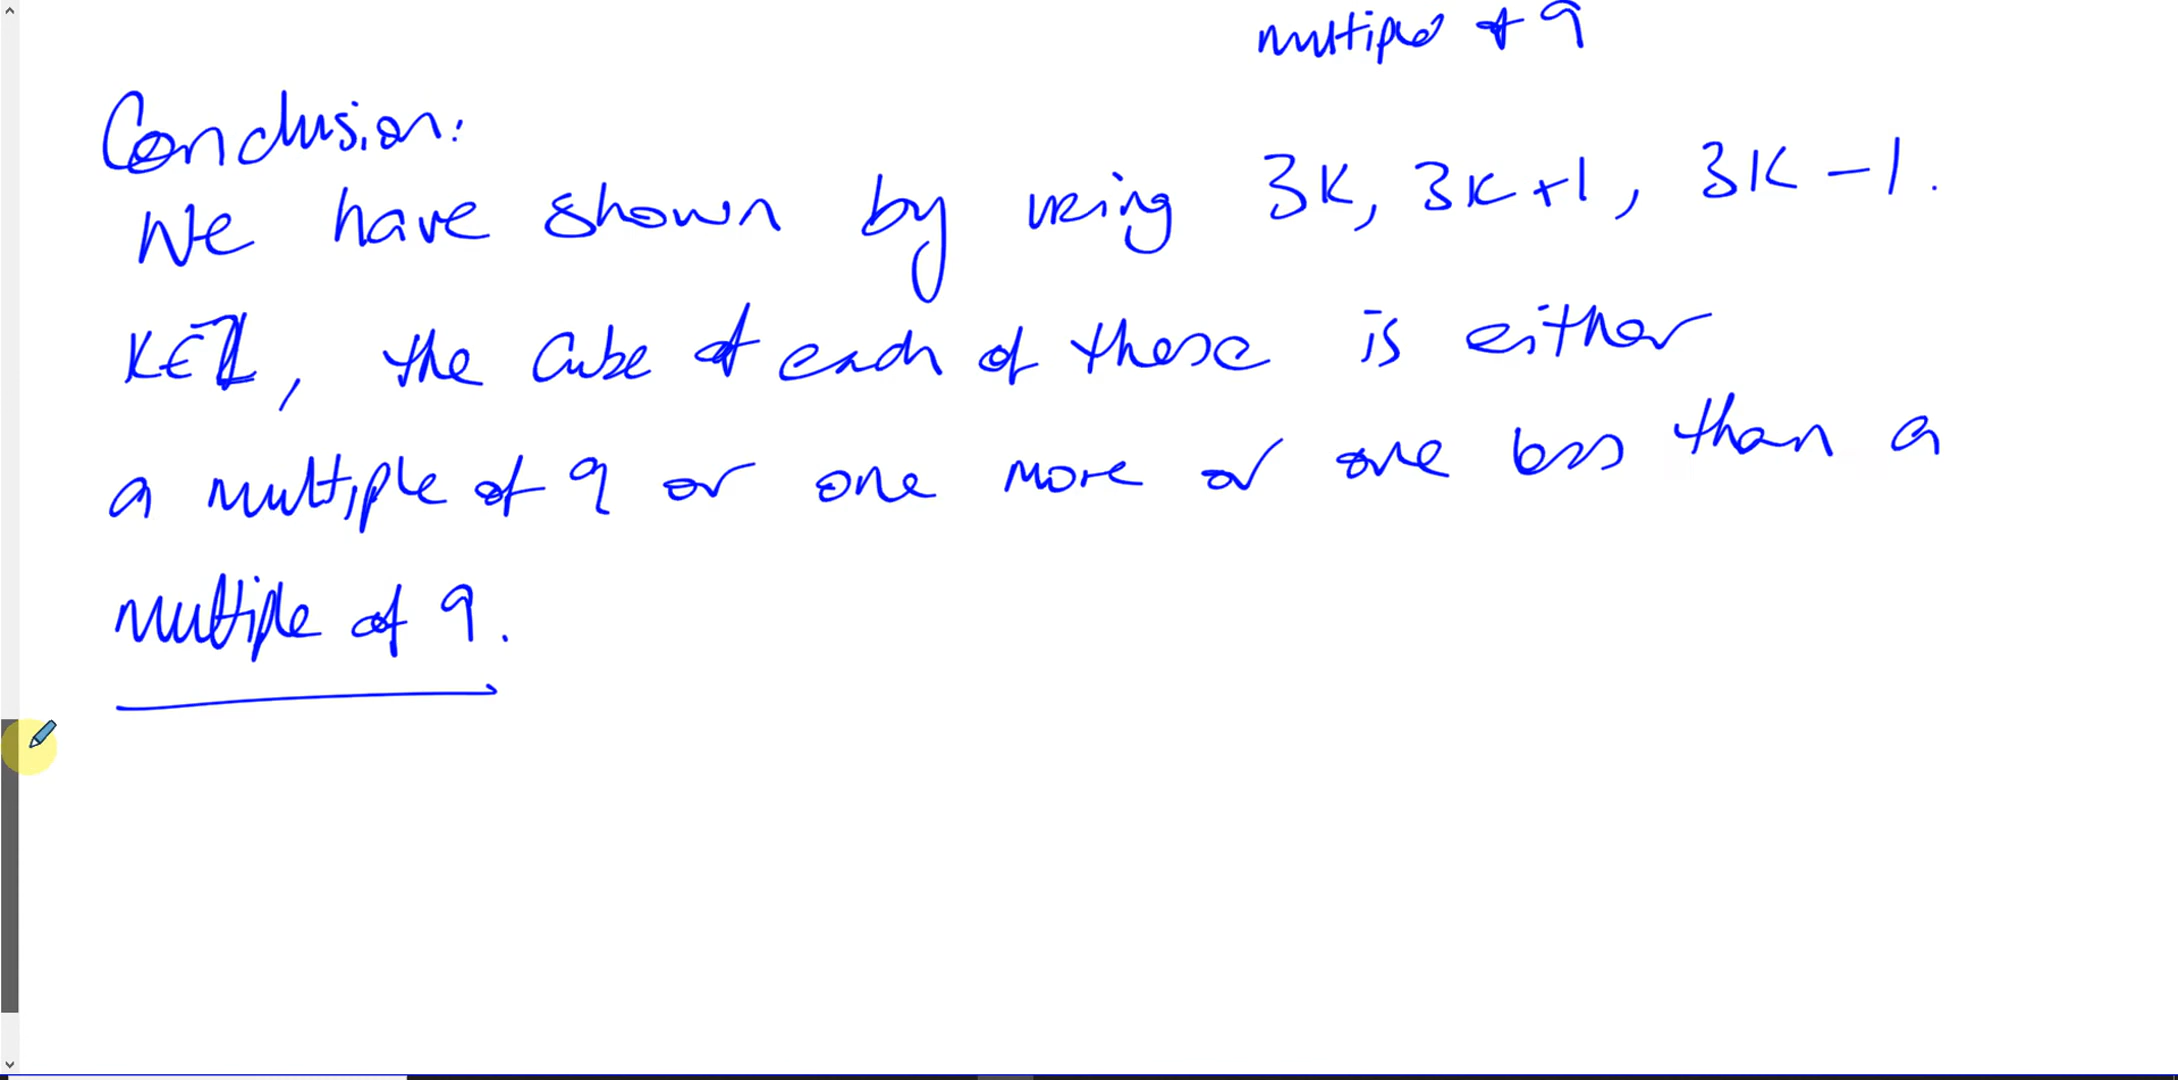 multiple of 9
Conclusion:
We have shown by using 3k, 3k+1, 3k-1.
k∈ℤ, the cube of each of these is either
a multiple of 9 or one more or one less than a
multiple of 9.